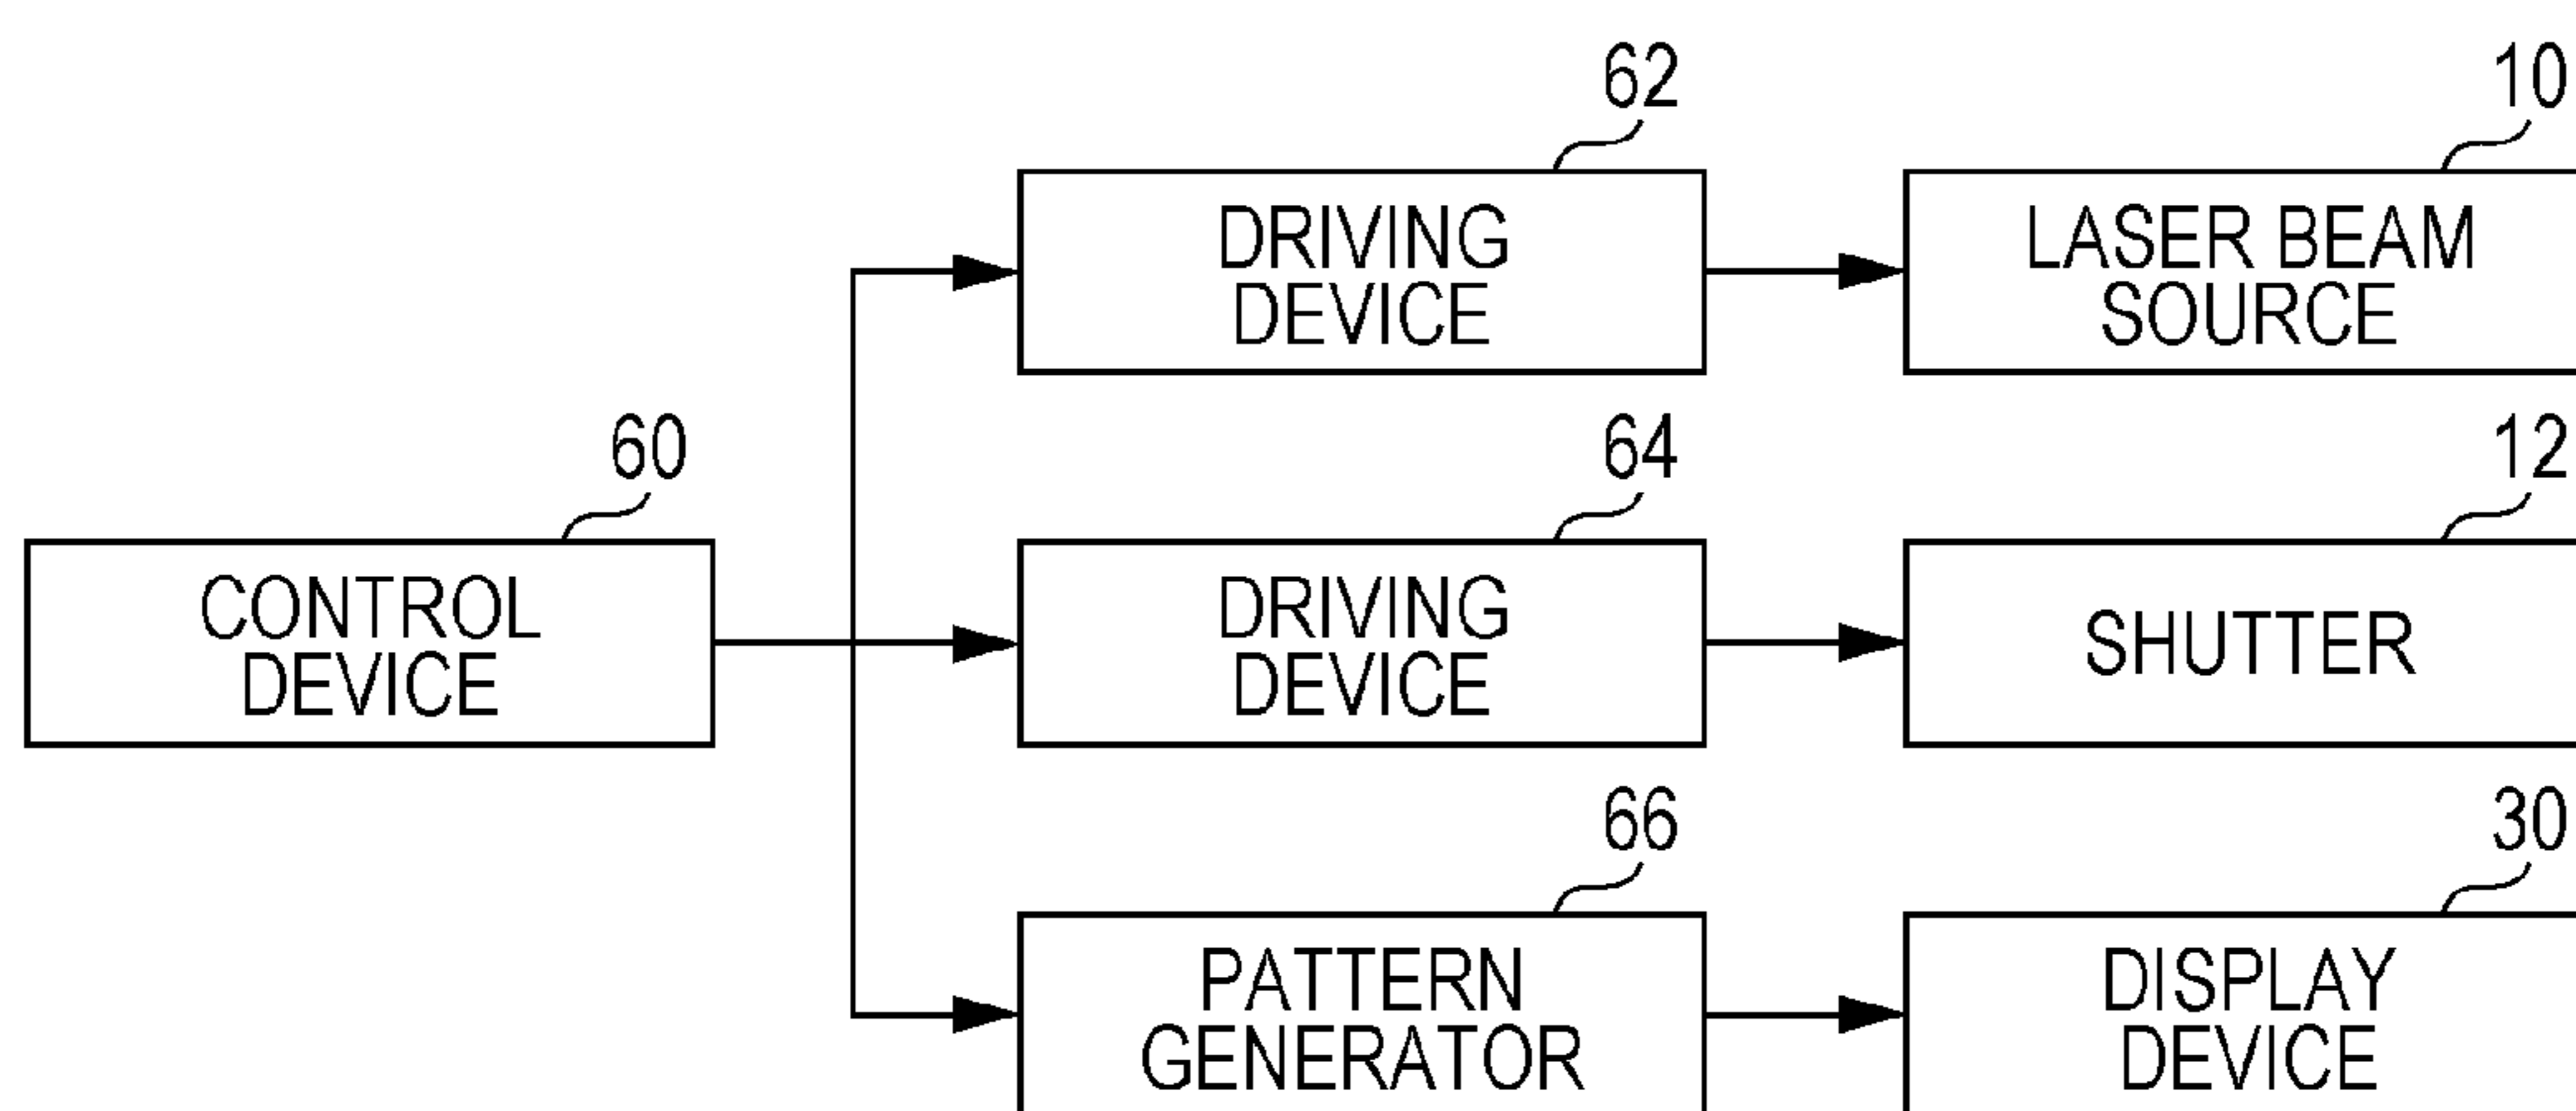 62
10
DRIVING
DEVICE
LASER BEAM
SOURCE
60
64
12
CONTROL
DEVICE
DRIVING
DEVICE
SHUTTER
66
30
PATTERN
GENERATOR
DISPLAY
DEVICE